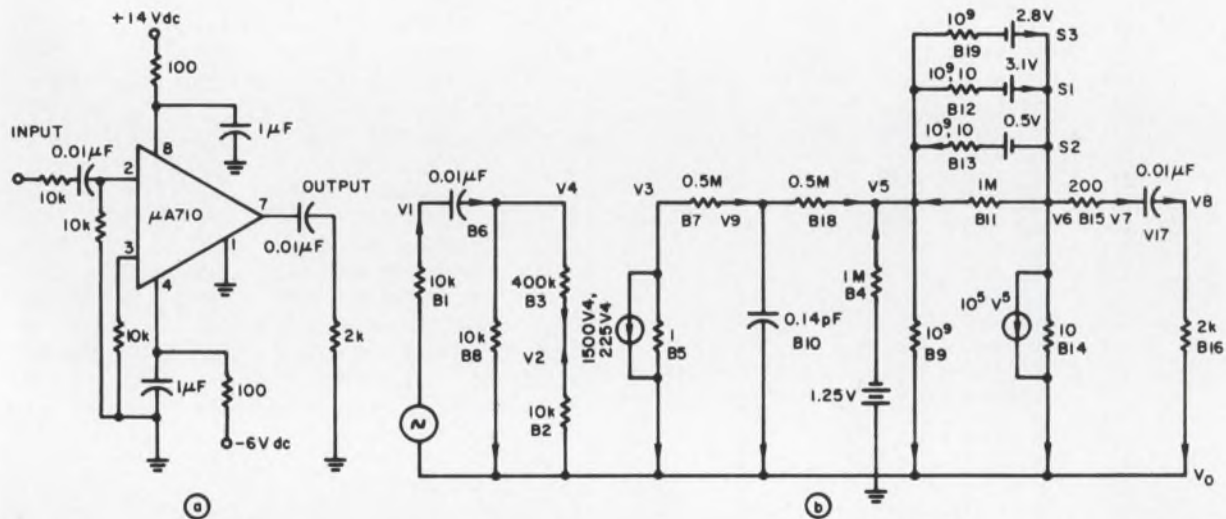 +14 Vdc
100
1μF
INPUT
0.01μF
10k
10k
2
8
μA710
7
3
1
4
OUTPUT
0.01μF
10k
1μF
100
2k
-6V dc
a
V1
0.01μF
B6
V4
10k
B1
10k
B8
400k
B3
V2
10k
B2
V3
1500V4,
225V4
1
B5
0.5M
B7
V9
0.5M
B18
V5
0.14pF
B10
1M
B4
1.25V
10⁹
B19
2.8V
S3
10⁹;10
B12
3.1V
S1
10⁹;10
B13
0.5V
S2
1M
B11
V6
200
B15
V7
0.01μF
V17
V8
10⁹
B9
10⁵ V⁵
10
B14
2k
B16
V₀
b